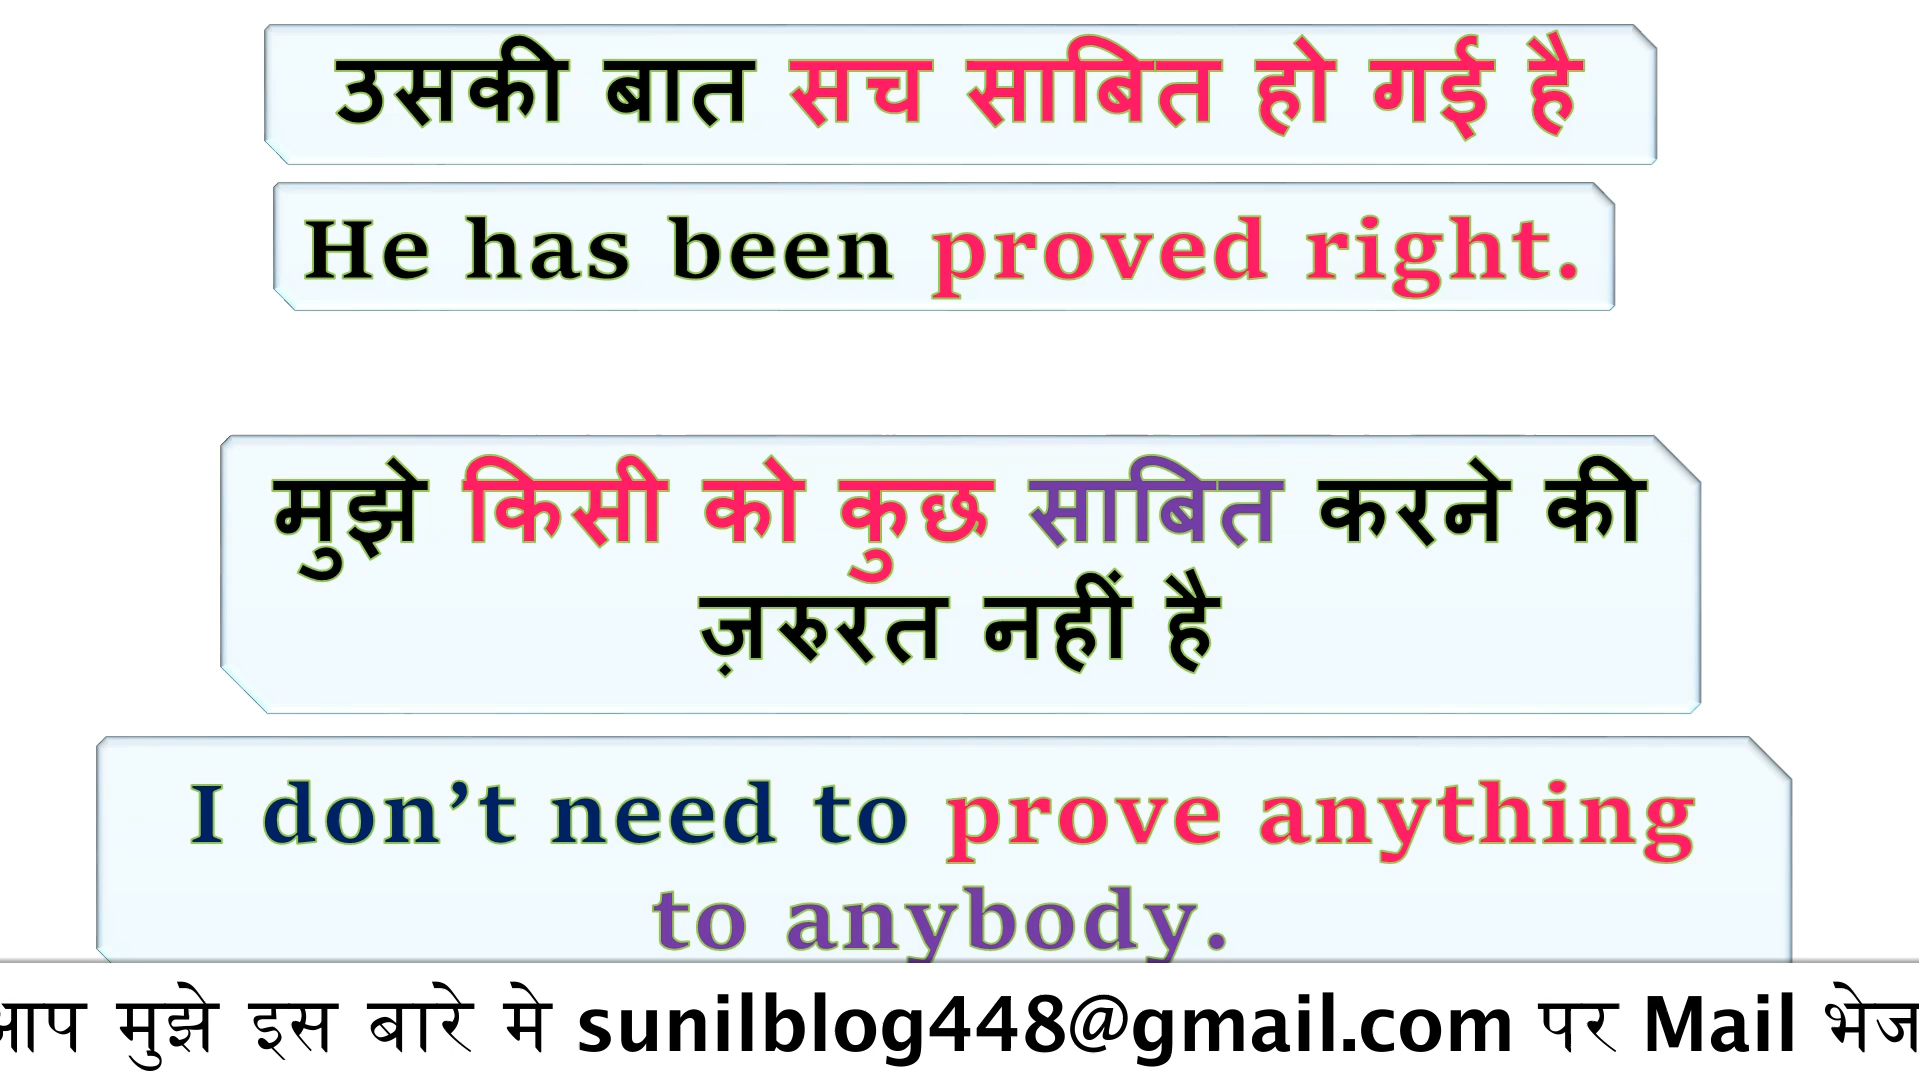 उसकी बात सच साबित हो गई है
He has been proved right.
मुझे किसी को कुछ साबित करने की
ज़रुरत नहीं है
I don’t need to prove anything
to anybody.
आप मुझे इस बारे मे sunilblog448@gmail.com पर Mail भेज